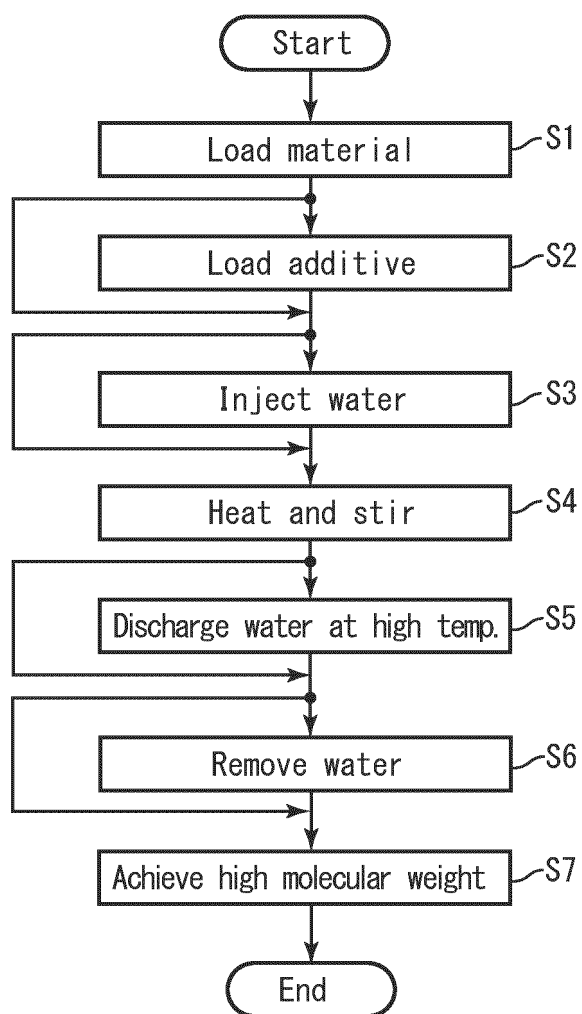 Start
Load material
S1
Load additive
S2
Inject water
S3
Heat and stir
S4
Discharge water at high temp.
S5
Remove water
S6
Achieve high molecular weight
S7
End